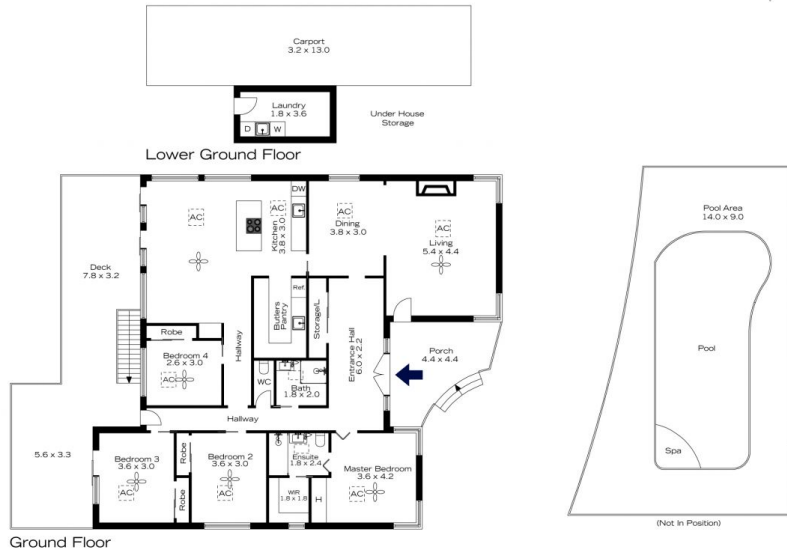 Carport
3.2 x 13.0
Laundry
1.8 x 3.6
D
W
Under House
Storage
Lower Ground Floor
Deck
7.8 x 3.2
AC
Kitchen
3.8 x 3.0
AC
DW
AC
Dining
3.8 x 3.0
AC
Living
5.4 x 4.4
Pool Area
14.0 x 9.0
Pool
Spa
(Not In Position)
Butlers
Pantry
Ref.
Storage/L
Entrance Hall
6.0 x 2.2
Porch
4.4 x 4.4
Robe
Bedroom 4
2.6 x 3.0
AC
Hallway
WC
Bath
1.8 x 2.0
Hallway
5.6 x 3.3
Bedroom 3
3.6 x 3.0
AC
Robe
Robe
Bedroom 2
3.6 x 3.0
AC
Ensuite
1.8 x 2.4
WIR
1.8 x 1.8
H
Master Bedroom
3.6 x 4.2
AC
Ground Floor